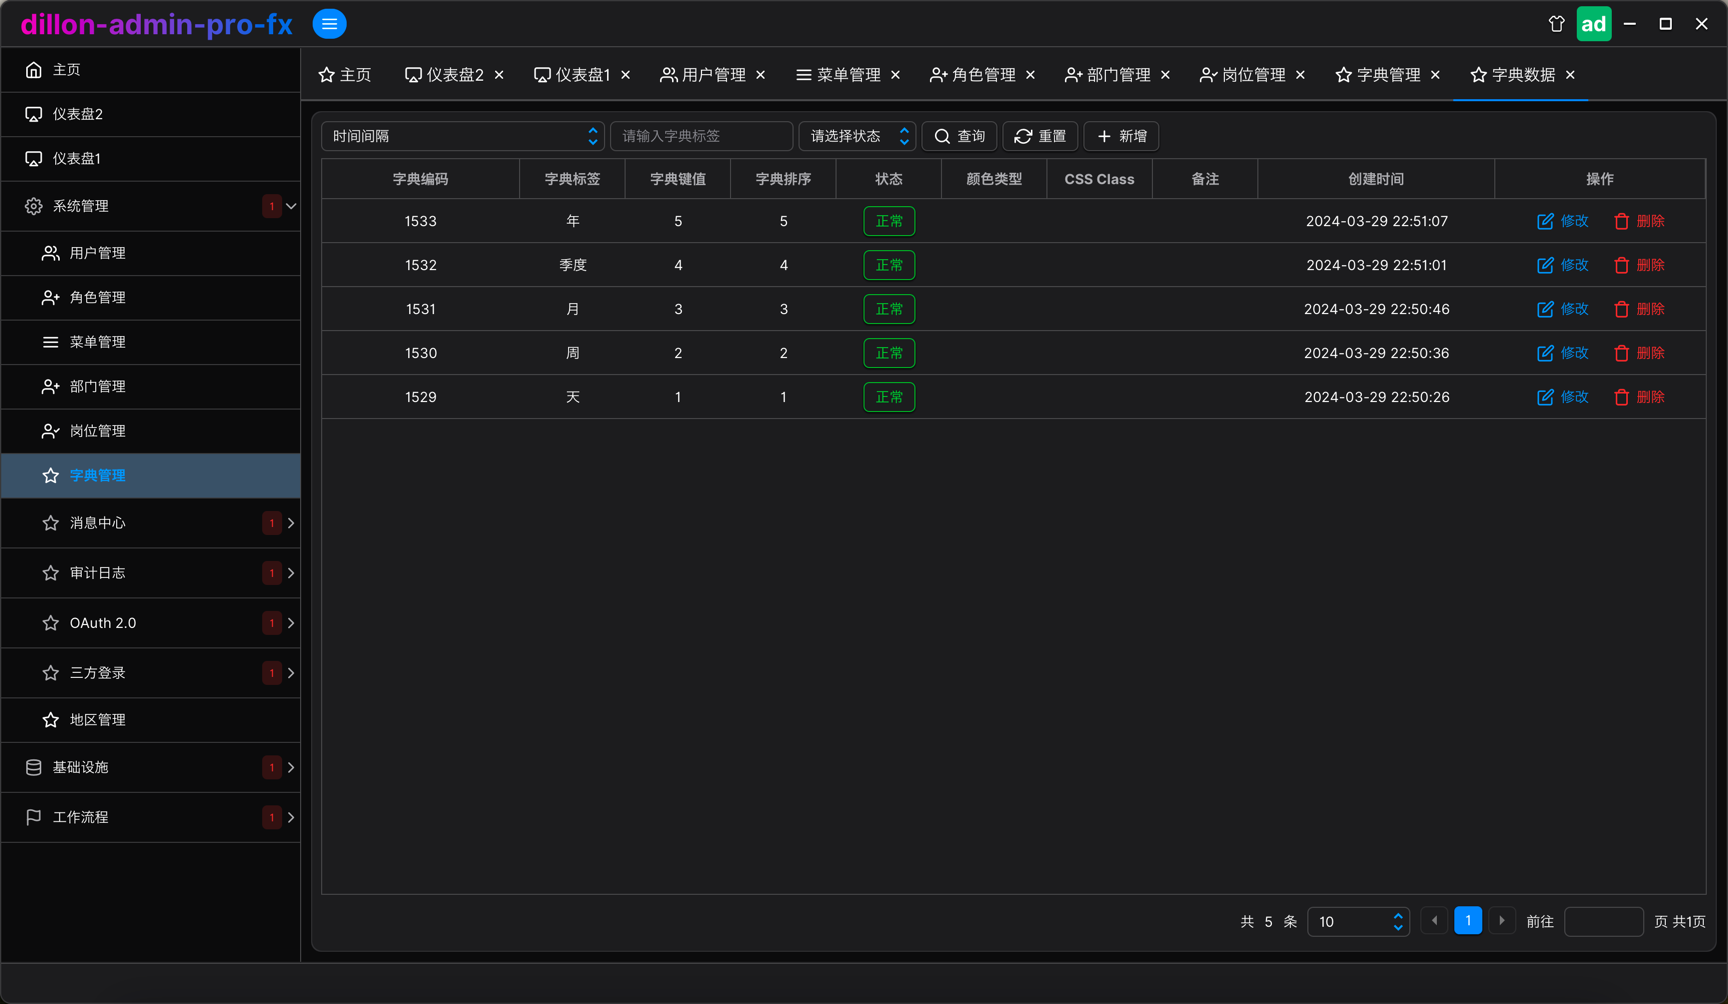 dillon-admin-pro-fx
ad
主页
仪表盘2
仪表盘1
系统管理 1
用户管理
角色管理
菜单管理
部门管理
岗位管理
字典管理
消息中心 1
审计日志 1
OAuth 2.0 1
三方登录 1
地区管理
基础设施 1
工作流程 1
主页 仪表盘2 仪表盘1 用户管理 菜单管理 角色管理 部门管理 岗位管理 字典管理 字典数据
时间间隔 请输入字典标签 请选择状态 查询 重置 新增
字典编码 字典标签 字典键值 字典排序 状态 颜色类型 CSS Class 备注 创建时间 操作
1533 年 5 5 正常 2024-03-29 22:51:07 修改 删除
1532 季度 4 4 正常 2024-03-29 22:51:01 修改 删除
1531 月 3 3 正常 2024-03-29 22:50:46 修改 删除
1530 周 2 2 正常 2024-03-29 22:50:36 修改 删除
1529 天 1 1 正常 2024-03-29 22:50:26 修改 删除
共 5 条 10 1 前往 页 共1页